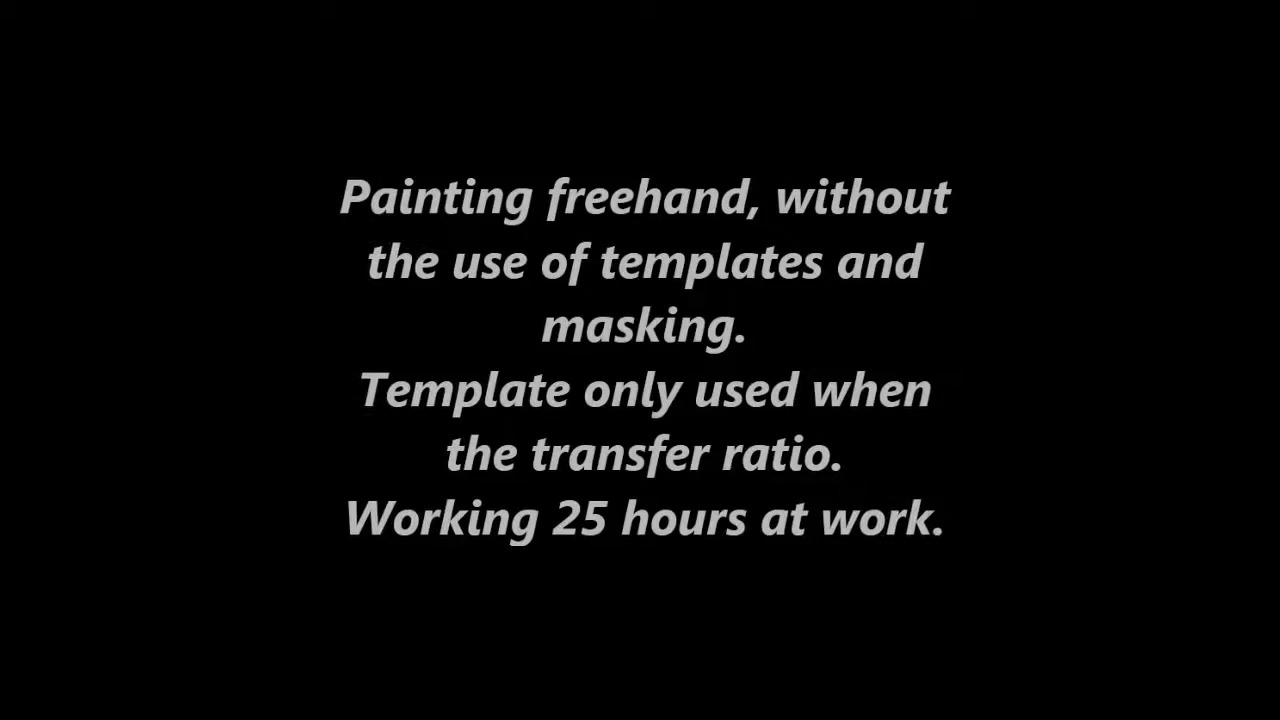 Painting freehand, without
the use of templates and
masking.
Template only used when
the transfer ratio.
Working 25 hours at work.